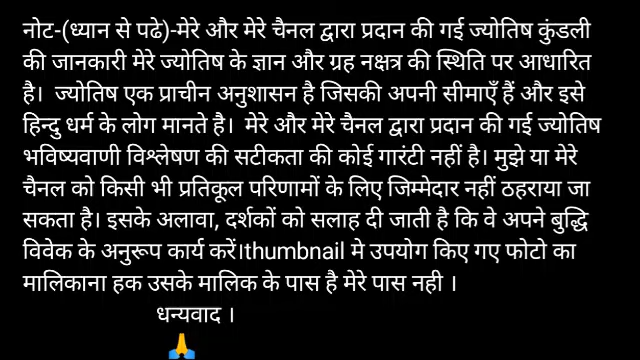 नोट-(ध्यान से पढे)-मेरे और मेरे चैनल द्वारा प्रदान की गई ज्योतिष कुंडली
की जानकारी मेरे ज्योतिष के ज्ञान और ग्रह नक्षत्र की स्थिति पर आधारित
है। ज्योतिष एक प्राचीन अनुशासन है जिसकी अपनी सीमाएँ हैं और इसे
हिन्दु धर्म के लोग मानते है। मेरे और मेरे चैनल द्वारा प्रदान की गई ज्योतिष
भविष्यवाणी विश्लेषण की सटीकता की कोई गारंटी नहीं है। मुझे या मेरे
चैनल को किसी भी प्रतिकूल परिणामों के लिए जिम्मेदार नहीं ठहराया जा
सकता है। इसके अलावा, दर्शकों को सलाह दी जाती है कि वे अपने बुद्धि
विवेक के अनुरूप कार्य करें।thumbnail मे उपयोग किए गए फोटो का
मालिकाना हक उसके मालिक के पास है मेरे पास नही ।
धन्यवाद ।
🙏